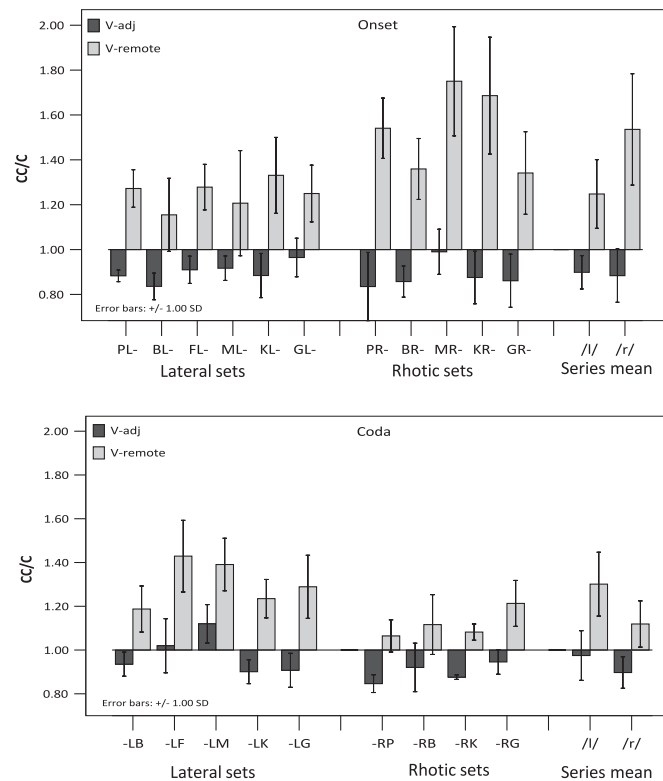 2.00
V-adj
Onset
V-remote
1.80
1.60
CC/C
1.40
1.20
1.00
0.80
Error bars: +/- 1.00 SD
PL- BL- FL- ML- KL- GL- PR- BR- MR- KR- GR- /l/ /r/
Lateral sets Rhotic sets Series mean
V-adj
Coda
2.00
V-remote
1.80
1.60
CC/C
1.40
1.20
1.00
0.80
Error bars: +/- 1.00 SD
-LB -LF -LM -LK -LG -RP -RB -RK -RG /l/ /r/
Lateral sets Rhotic sets Series mean